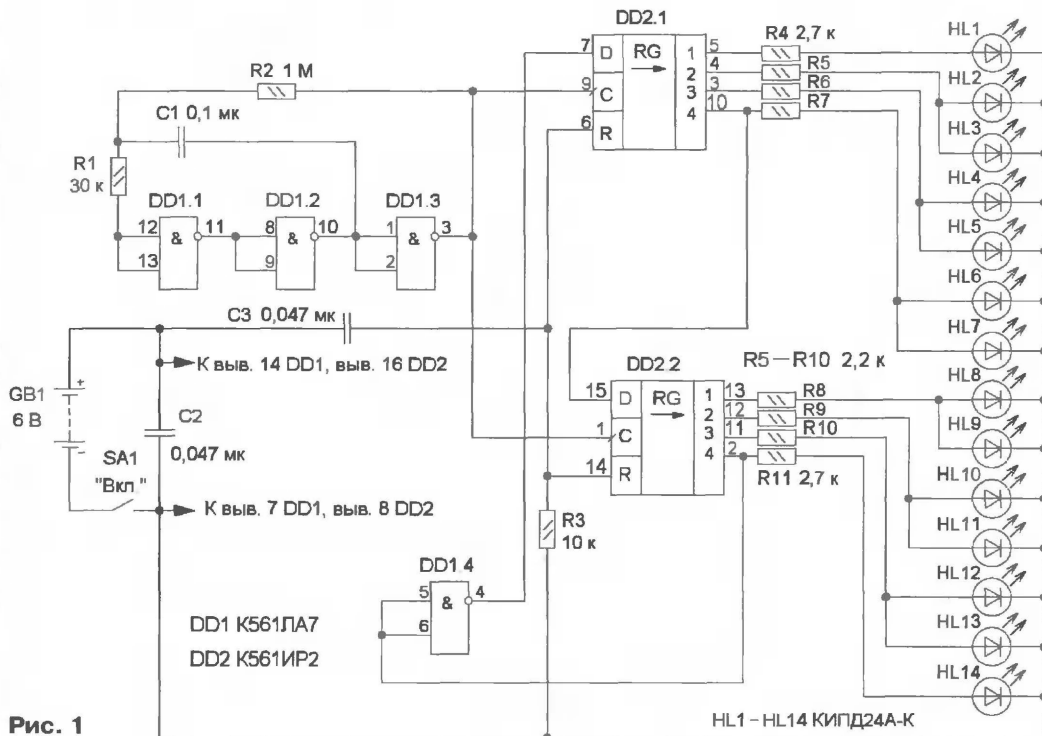 DD2.1
R2 1 М
C1 0,1 мк
R1
30 к
DD1.1
DD1.2
DD1.3
12
13
&
11
8
9
&
10
1
2
&
3
7
9
6
D
C
R
RG
1
2
3
4
5
4
3
10
R4 2,7 к
R5
R6
R7
HL1
HL2
HL3
HL4
HL5
HL6
HL7
HL8
HL9
HL10
HL11
HL12
HL13
HL14
C3 0,047 мк
К выв. 14 DD1, выв. 16 DD2
GB1
6 В
+
−
C2
0,047 мк
SA1
"Вкл."
К выв. 7 DD1, выв. 8 DD2
DD2.2
15
1
14
D
C
R
RG
1
2
3
4
13
12
11
2
R5—R10 2,2 к
R8
R9
R10
R11 2,7 к
R3
10 к
DD1.4
5
6
&
4
DD1 К561ЛА7
DD2 К561ИР2
Рис. 1
HL1-HL14 КИПД24А-К